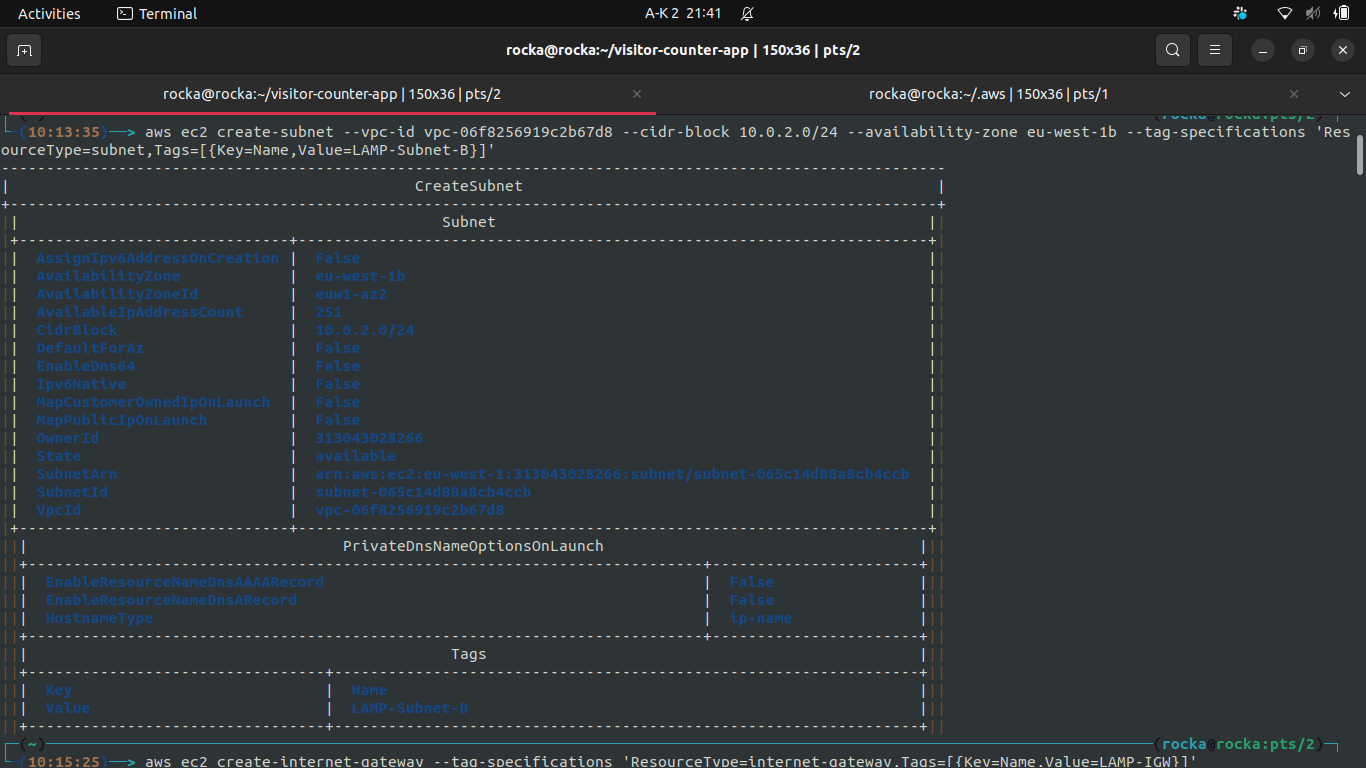 Activities Terminal A-K 2 21:41
rocka@rocka:~/visitor-counter-app | 150x36 | pts/2
rocka@rocka:~/visitor-counter-app | 150x36 | pts/2 rocka@rocka:~/.aws | 150x36 | pts/1
(rocka@rocka:pts/2)
(10:13:35)──> aws ec2 create-subnet --vpc-id vpc-06f8256919c2b67d8 --cidr-block 10.0.2.0/24 --availability-zone eu-west-1b --tag-specifications 'Res
ourceType=subnet,Tags=[{Key=Name,Value=LAMP-Subnet-B}]'
CreateSubnet
Subnet
AssignIpv6AddressOnCreation | False
AvailabilityZone | eu-west-1b
AvailabilityZoneId | euw1-az2
AvailableIpAddressCount | 251
CidrBlock | 10.0.2.0/24
DefaultForAz | False
EnableDns64 | False
Ipv6Native | False
MapCustomerOwnedIpOnLaunch | False
MapPublicIpOnLaunch | False
OwnerId | 313043028266
State | available
SubnetArn | arn:aws:ec2:eu-west-1:313043028266:subnet/subnet-065c14d88a8cb4ccb
SubnetId | subnet-065c14d88a8cb4ccb
VpcId | vpc-06f8256919c2b67d8
PrivateDnsNameOptionsOnLaunch
EnableResourceNameDnsAAAARecord | False
EnableResourceNameDnsARecord | False
HostnameType | ip-name
Tags
Key | Name
Value | LAMP-Subnet-B
(~) (rocka@rocka:pts/2)
(10:15:25)──> aws ec2 create-internet-gateway --tag-specifications 'ResourceType=internet-gateway,Tags=[{Key=Name,Value=LAMP-IGW}]'